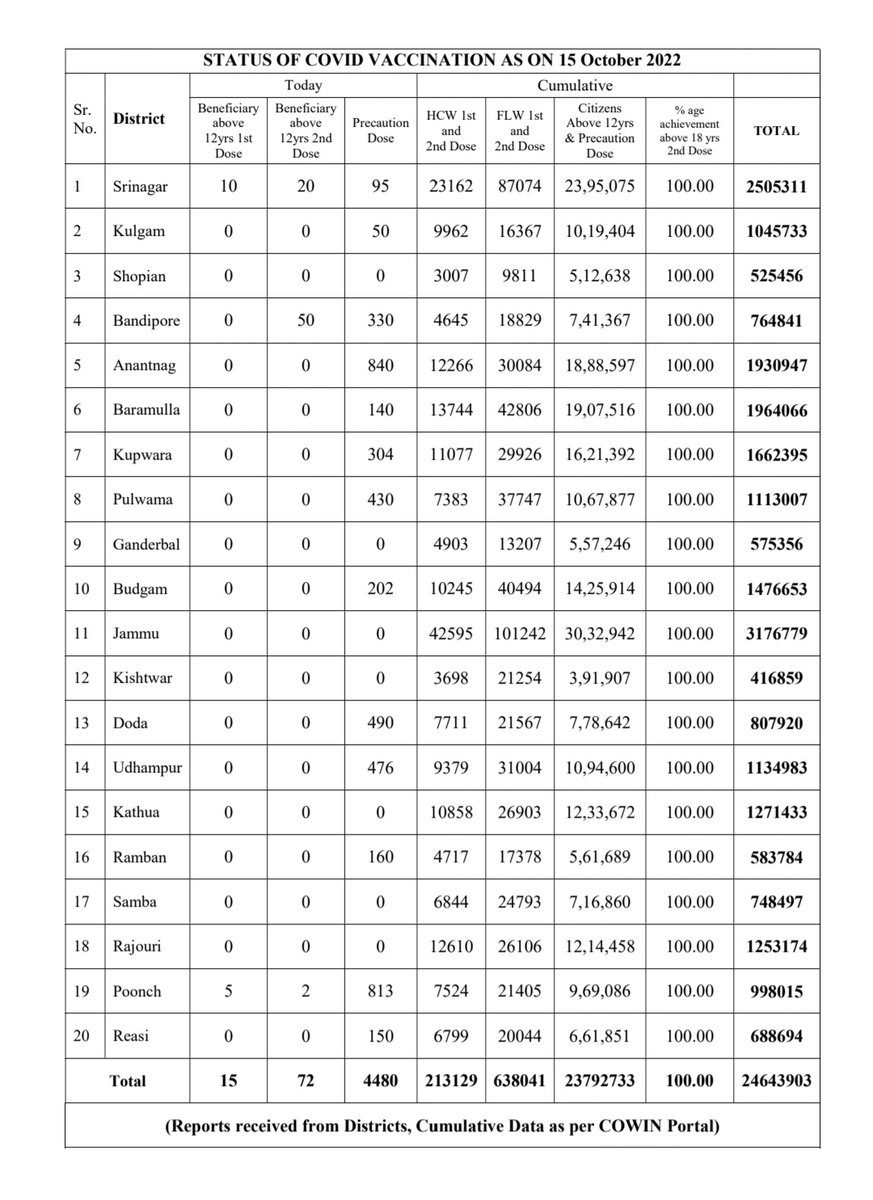 STATUS OF COVID VACCINATION AS ON 15 October 2022
Sr. No. District Today Cumulative
Beneficiary above 12yrs 1st Dose Beneficiary above 12yrs 2nd Dose Precaution Dose HCW 1st and 2nd Dose FLW 1st and 2nd Dose Citizens Above 12yrs & Precaution Dose % age achievement above 18 yrs 2nd Dose TOTAL
1 Srinagar 10 20 95 23162 87074 23,95,075 100.00 2505311
2 Kulgam 0 0 50 9962 16367 10,19,404 100.00 1045733
3 Shopian 0 0 0 3007 9811 5,12,638 100.00 525456
4 Bandipore 0 50 330 4645 18829 7,41,367 100.00 764841
5 Anantnag 0 0 840 12266 30084 18,88,597 100.00 1930947
6 Baramulla 0 0 140 13744 42806 19,07,516 100.00 1964066
7 Kupwara 0 0 304 11077 29926 16,21,392 100.00 1662395
8 Pulwama 0 0 430 7383 37747 10,67,877 100.00 1113007
9 Ganderbal 0 0 0 4903 13207 5,57,246 100.00 575356
10 Budgam 0 0 202 10245 40494 14,25,914 100.00 1476653
11 Jammu 0 0 0 42595 101242 30,32,942 100.00 3176779
12 Kishtwar 0 0 0 3698 21254 3,91,907 100.00 416859
13 Doda 0 0 490 7711 21567 7,78,642 100.00 807920
14 Udhampur 0 0 476 9379 31004 10,94,600 100.00 1134983
15 Kathua 0 0 0 10858 26903 12,33,672 100.00 1271433
16 Ramban 0 0 160 4717 17378 5,61,689 100.00 583784
17 Samba 0 0 0 6844 24793 7,16,860 100.00 748497
18 Rajouri 0 0 0 12610 26106 12,14,458 100.00 1253174
19 Poonch 5 2 813 7524 21405 9,69,086 100.00 998015
20 Reasi 0 0 150 6799 20044 6,61,851 100.00 688694
Total 15 72 4480 213129 638041 23792733 100.00 24643903
(Reports received from Districts, Cumulative Data as per COWIN Portal)